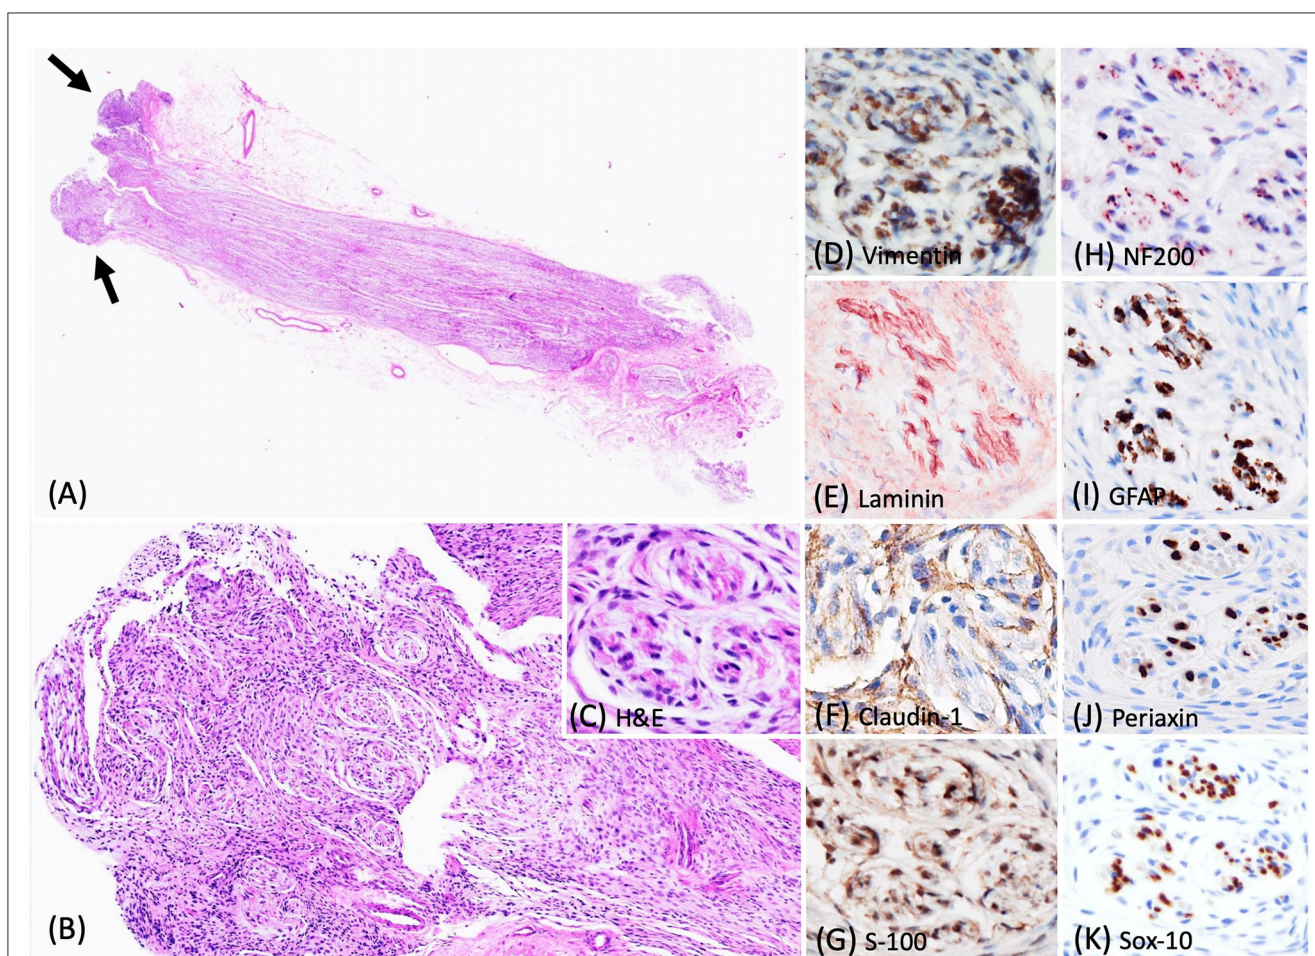 (A)
(B)
(C) H&E
(D) Vimentin
(E) Laminin
(F) Claudin-1
(G) S-100
(H) NF200
(I) GFAP
(J) Periaxin
(K) Sox-10